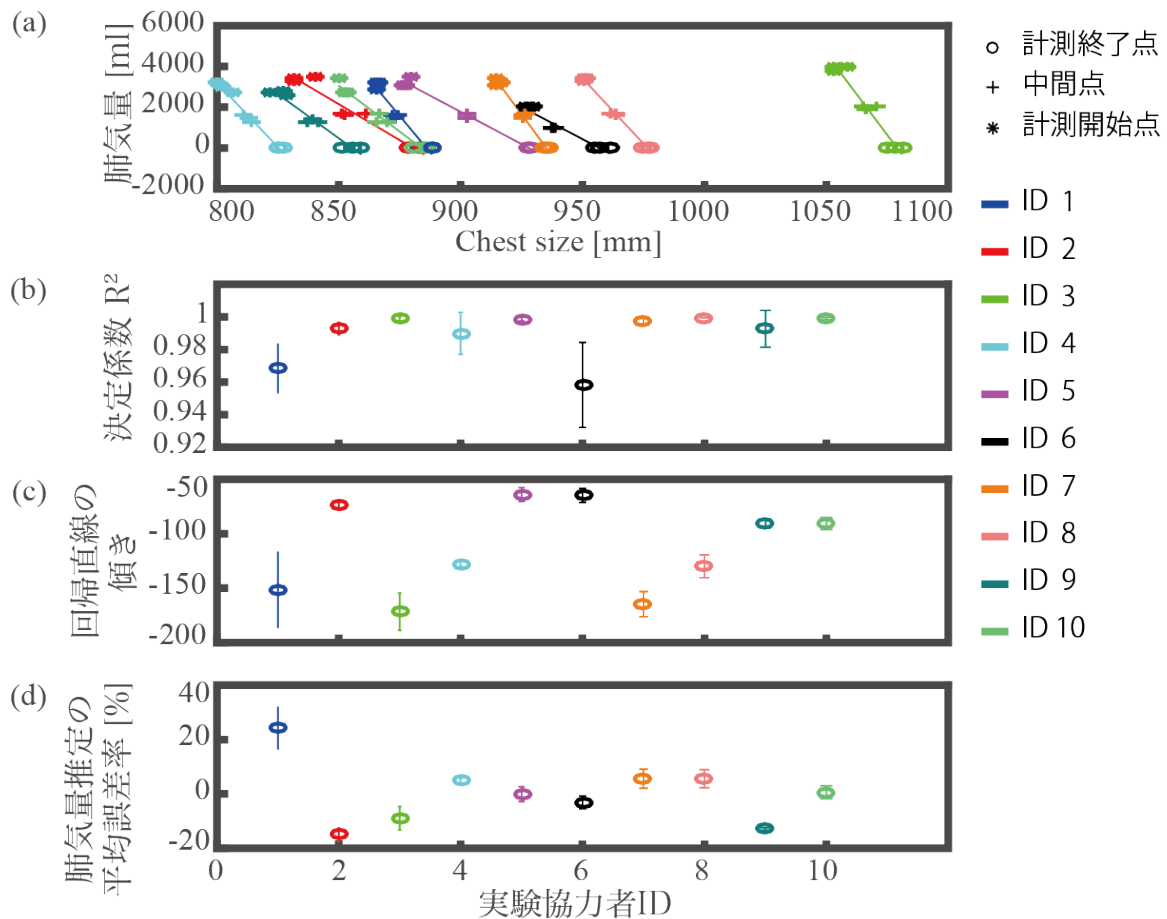 (a)
肺気量 [ml]
6000
4000
2000
0
-2000
800 850 900 950 1000 1050 1100
Chest size [mm]
計測終了点
中間点
計測開始点
ID 1
ID 2
ID 3
ID 4
ID 5
ID 6
ID 7
ID 8
ID 9
ID 10
(b)
決定係数 R²
1
0.98
0.96
0.94
0.92
(c)
回帰直線の
傾き
-50
-100
-150
-200
(d)
肺気量推定の
平均誤差率 [%]
40
20
0
-20
0 2 4 6 8 10
実験協力者ID